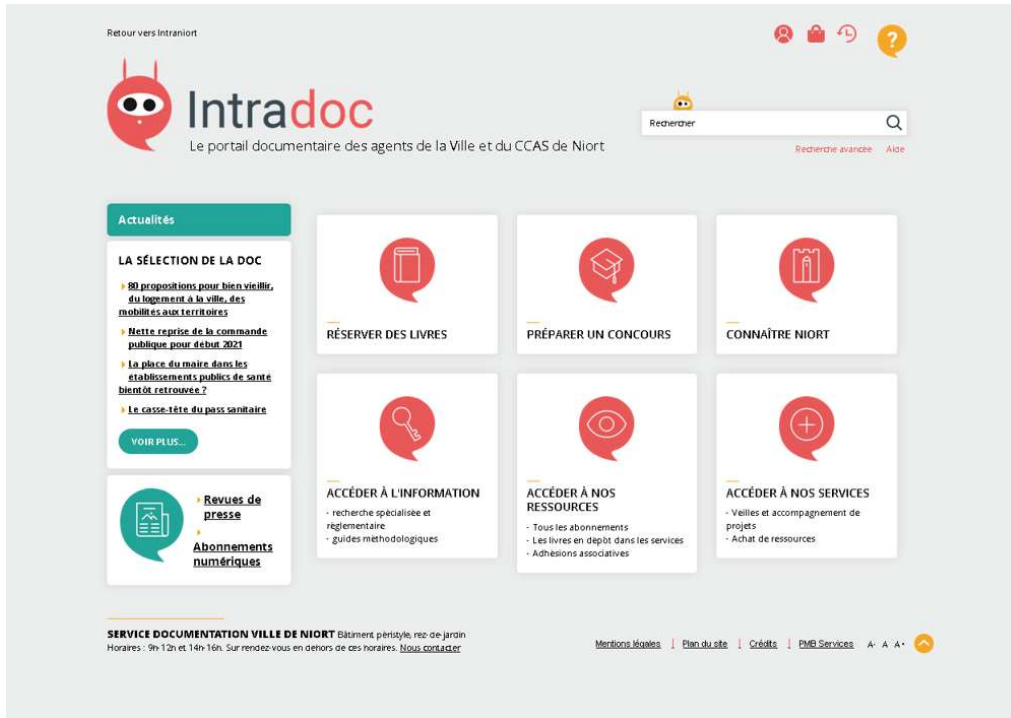 Retour vers Intraniort
?
Intradoc
Le portail documentaire des agents de la Ville et du CCAS de Niort
Rechercher
Recherche avancée Aide
Actualités
LA SÉLECTION DE LA DOC
80 propositions pour bien vieillir,
du logement à la ville, des
mobilités aux territoires
Nette reprise de la commande
publique pour début 2021
La place du maire dans les
établissements publics de santé
bientôt retrouvée ?
Le casse-tête du pass sanitaire
VOIR PLUS...
Revues de
presse
Abonnements
numériques
RÉSERVER DES LIVRES
PRÉPARER UN CONCOURS
CONNAÎTRE NIORT
ACCÉDER À L'INFORMATION
- recherche spécialisée et
règlementaire
- guides méthodologiques
ACCÉDER À NOS
RESSOURCES
- Tous les abonnements
- Les livres en dépôt dans les services
- Adhésions associatives
ACCÉDER À NOS SERVICES
- Veilles et accompagnement de
projets
- Achat de ressources
SERVICE DOCUMENTATION VILLE DE NIORT Bâtiment péristyle, rez-de-jardin
Horaires : 9h-12h et 14h-16h. Sur rendez-vous en dehors de ces horaires. Nous contacter
Mentions légales | Plan du site | Crédits | PMB Services A- A A+